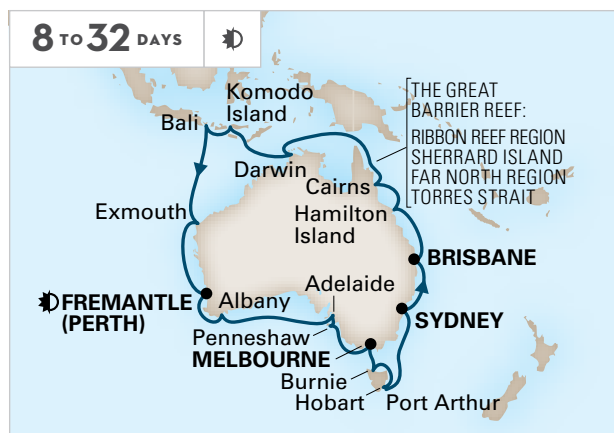 8 TO 32 DAYS
Komodo
Island
Bali
THE GREAT
BARRIER REEF:
RIBBON REEF REGION
SHERRARD ISLAND
FAR NORTH REGION
TORRES STRAIT
Darwin
Cairns
Exmouth
Hamilton
Island
BRISBANE
Adelaide
FREMANTLE
(PERTH)
Albany
SYDNEY
Penneshaw
MELBOURNE
Burnie
Hobart
Port Arthur